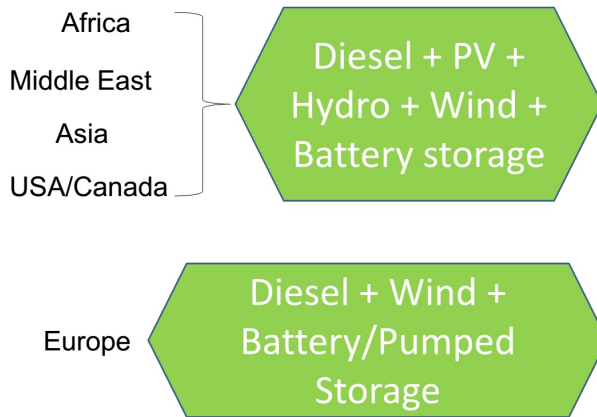 Africa
Middle East
Asia
USA/Canada
Diesel + PV +
Hydro + Wind +
Battery storage
Europe
Diesel + Wind +
Battery/Pumped
Storage